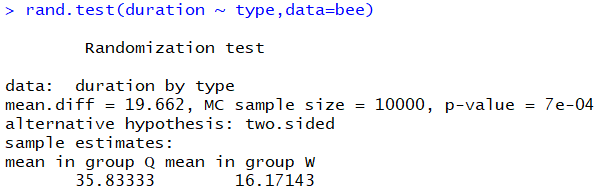 > rand.test(duration ~ type,data=bee)
Randomization test
data:  duration by type
mean.diff = 19.662, MC sample size = 10000, p-value = 7e-04
alternative hypothesis: two.sided
sample estimates:
mean in group Q mean in group W
35.83333 16.17143